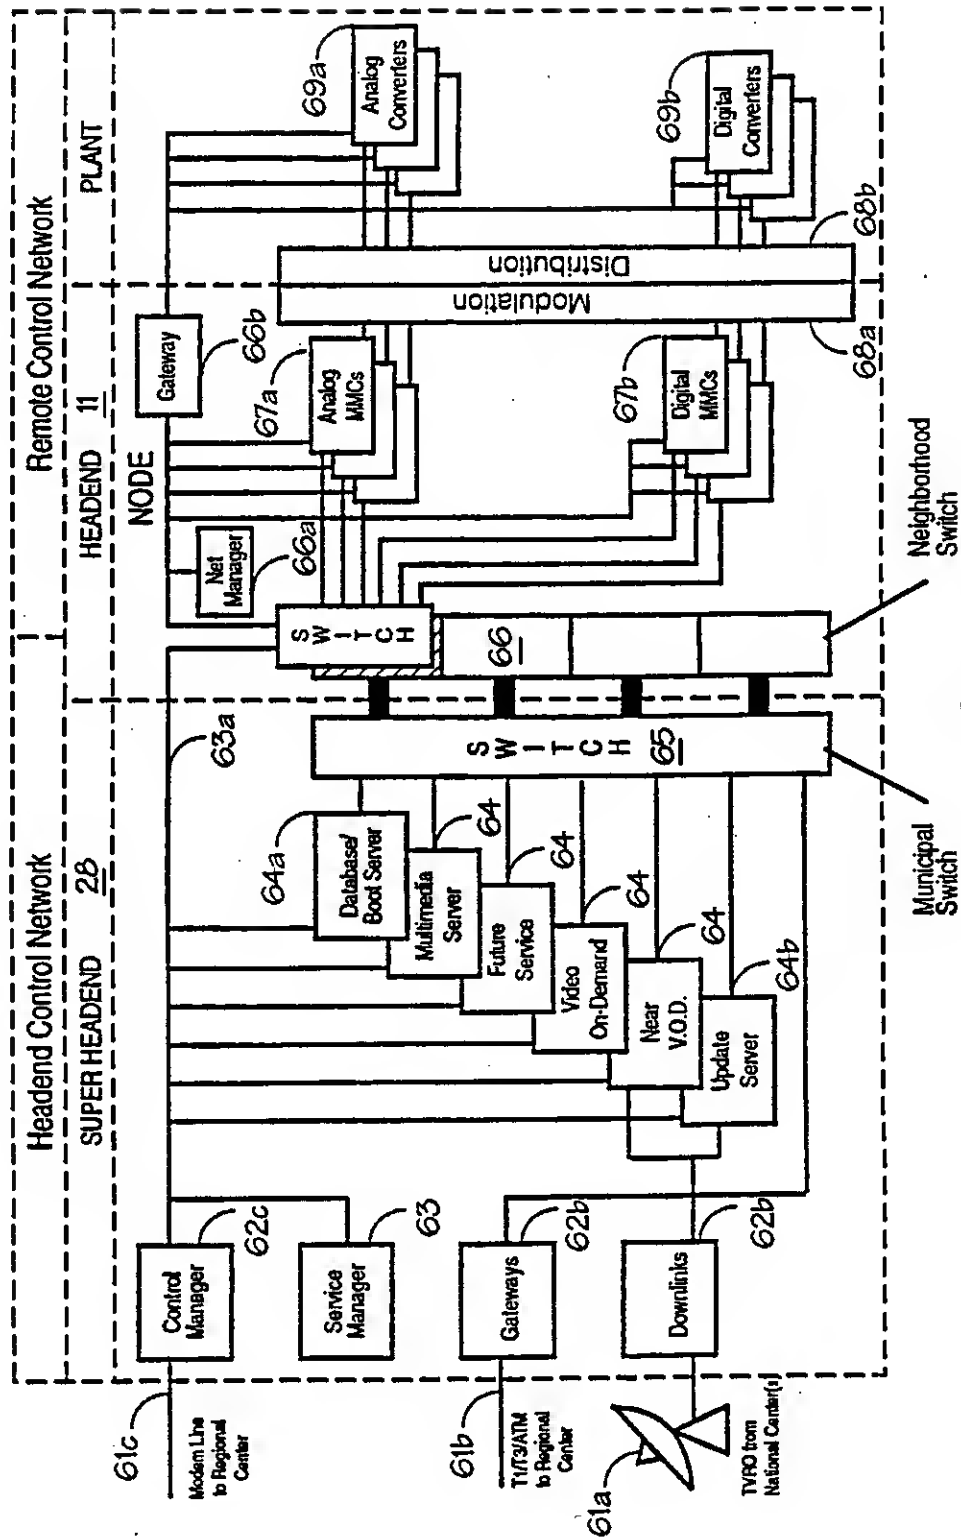 Headend Control Network
Remote Control Network
SUPER HEADEND 28
HEADEND 11
PLANT
NODE
61c
Modem Line
to Regional
Center
Control
Manager
62c
63a
Service
Manager
63
61b
T1/T3/ATM
to Regional
Center
Gateways
62b
61a
TVRO from
National Center(s)
Downlinks
62b
64a
Database/
Boot Server
Multimedia
Server
64
Future
Service
64
Video
On-Demand
64
Near
V.O.D.
64
Update
Server
64b
SWITCH
65
Municipal
Switch
SWITCH
66
Neighborhood
Switch
Net
Manager
66a
Gateway
66b
67a
Analog
MMCs
67b
Digital
MMCs
Modulation
68a
Distribution
68b
69a
Analog
Converters
69b
Digital
Converters